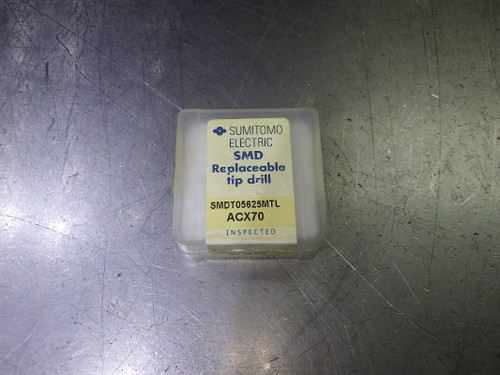 SUMITOMO
ELECTRIC
SMD
Replaceable
tip drill
SMDT05625MTL
ACX70
INSPECTED